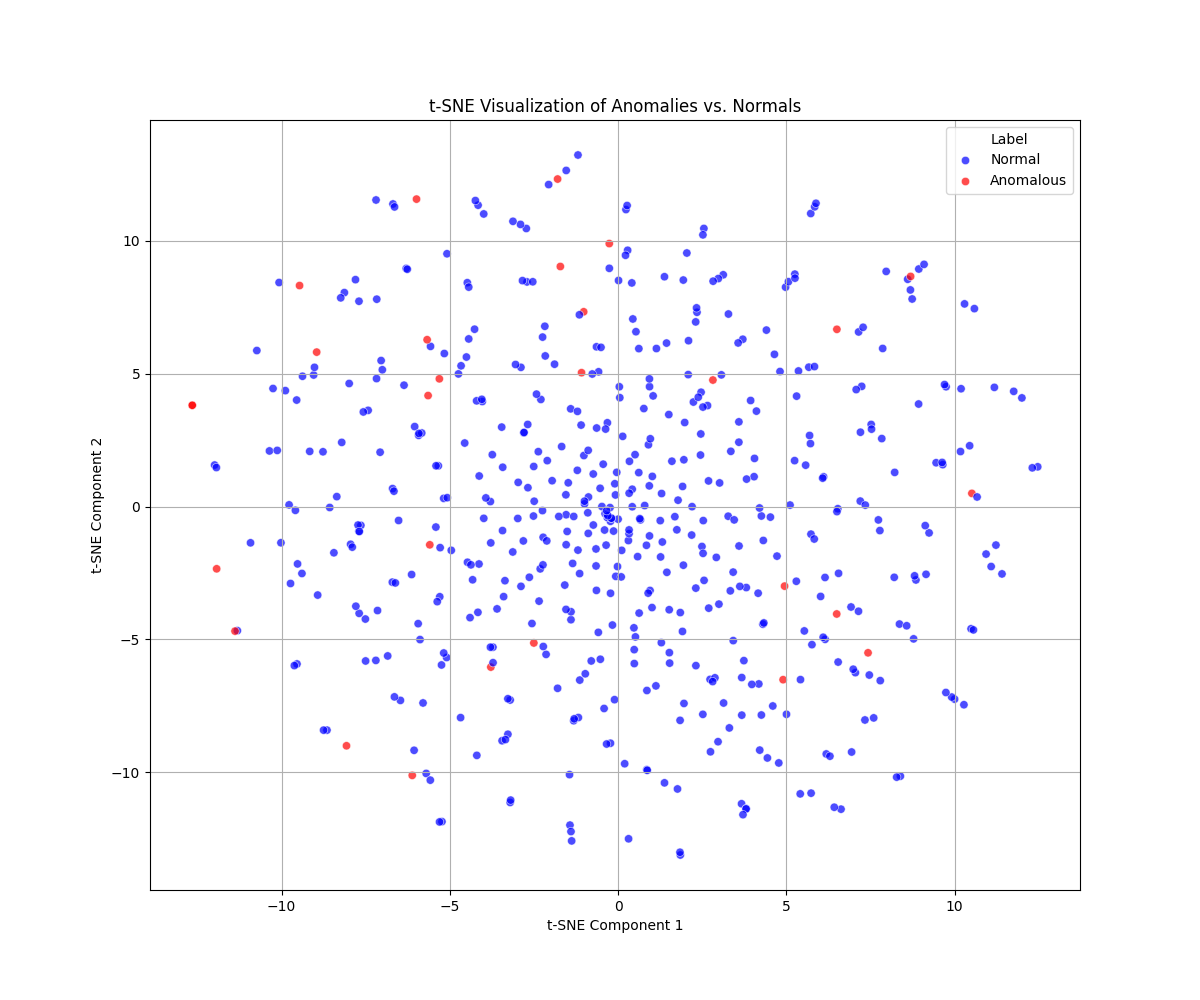 t-SNE Visualization of Anomalies vs. Normals
Label
Normal
Anomalous
10
5
0
−5
−10
t-SNE Component 2
−10
−5
0
5
10
t-SNE Component 1